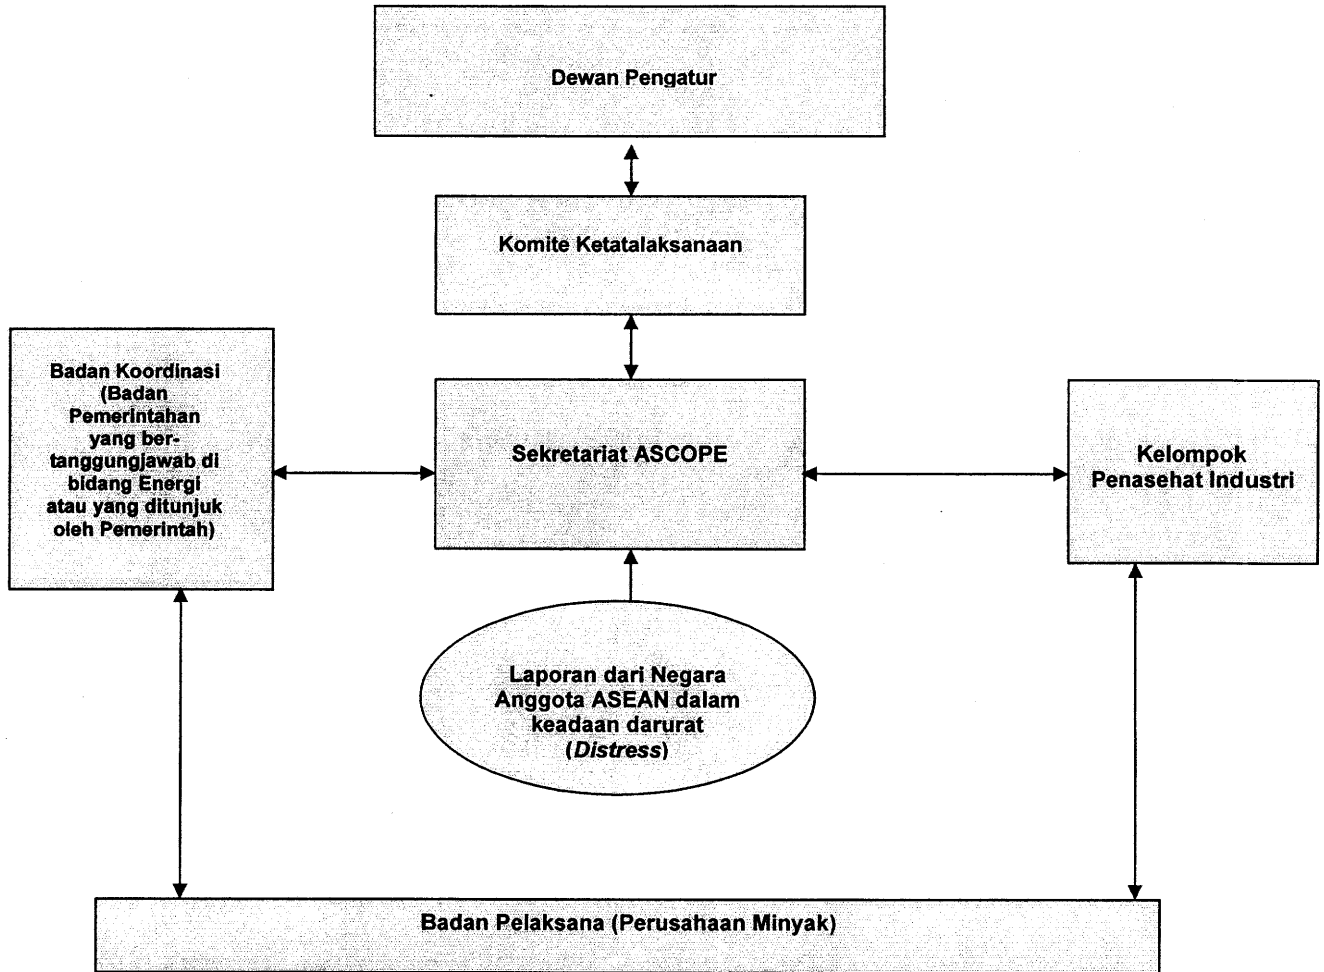 Dewan Pengatur
Komite Ketatalaksanaan
Badan Koordinasi
(Badan
Pemerintahan
yang ber-
tanggungjawab di
bidang Energi
atau yang ditunjuk
oleh Pemerintah)
Sekretariat ASCOPE
Kelompok
Penasehat Industri
Laporan dari Negara
Anggota ASEAN dalam
keadaan darurat
(Distress)
Badan Pelaksana (Perusahaan Minyak)